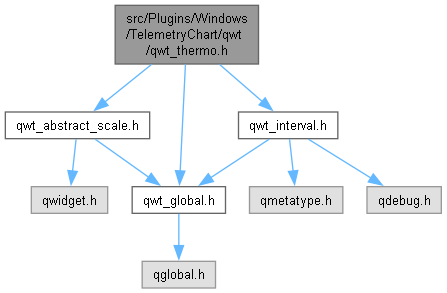 src/Plugins/Windows
/TelemetryChart/qwt
/qwt_thermo.h
qwt_abstract_scale.h
qwt_interval.h
qwidget.h
qwt_global.h
qmetatype.h
qdebug.h
qglobal.h